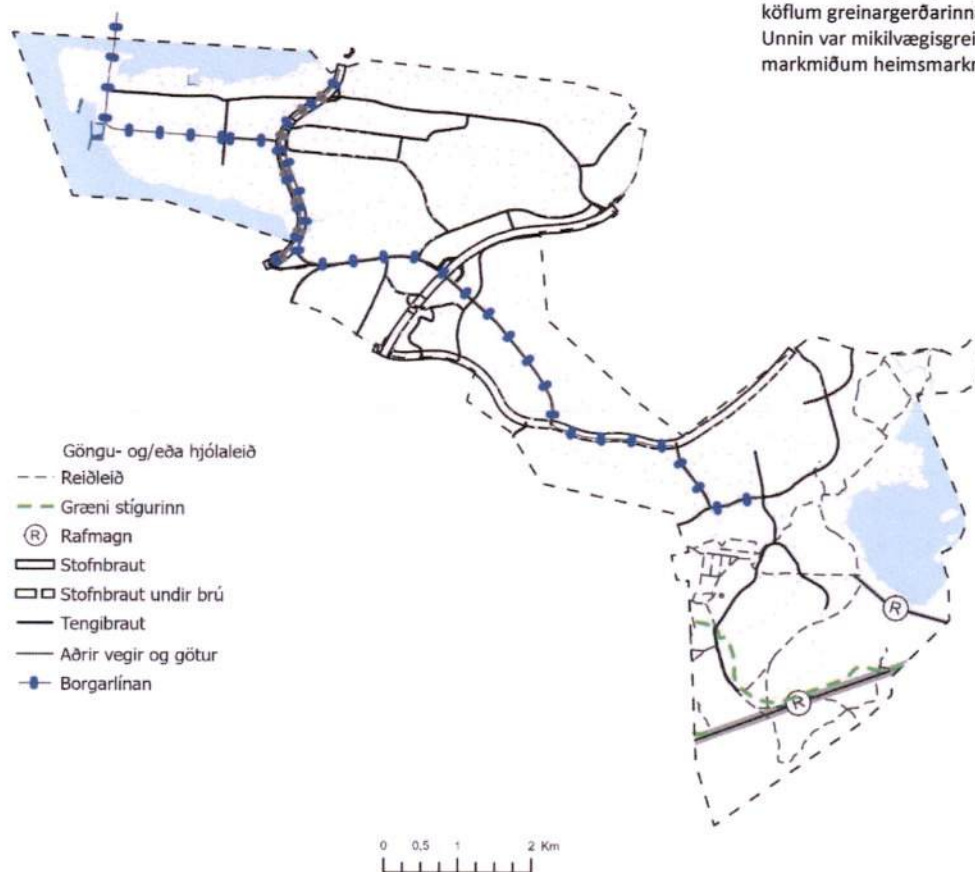 köflum greinargerðarinn
Unnin var mikilvægisgrei
markmiðum heimsmarkm
Göngu- og/eða hjólaleið
Reiðleið
Græni stígurinn
R Rafmagn
Stofnbraut
Stofnbraut undir brú
Tengibraut
Aðrir vegir og götur
Borgarlínan
R
R
0 0,5 1 2 Km